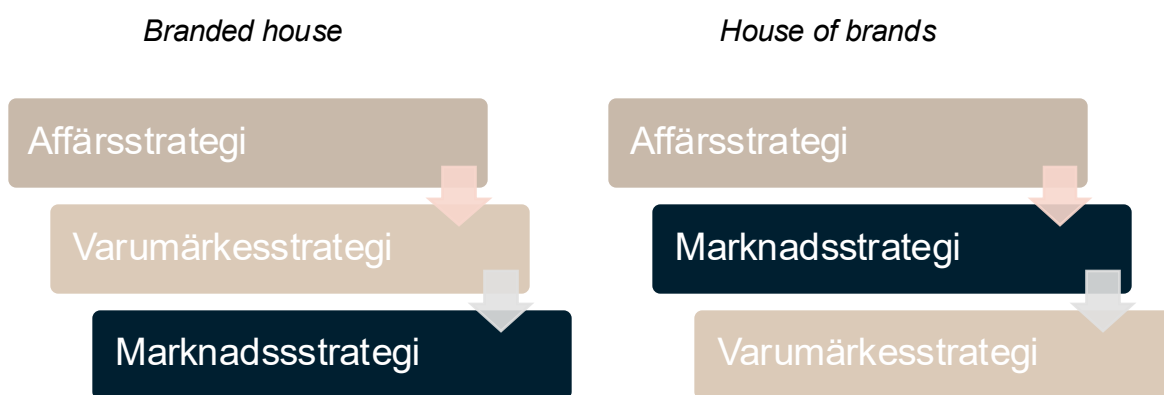 Branded house
House of brands
Affärsstrategi
Varumärkesstrategi
Marknadssstrategi
Affärsstrategi
Marknadsstrategi
Varumärkesstrategi